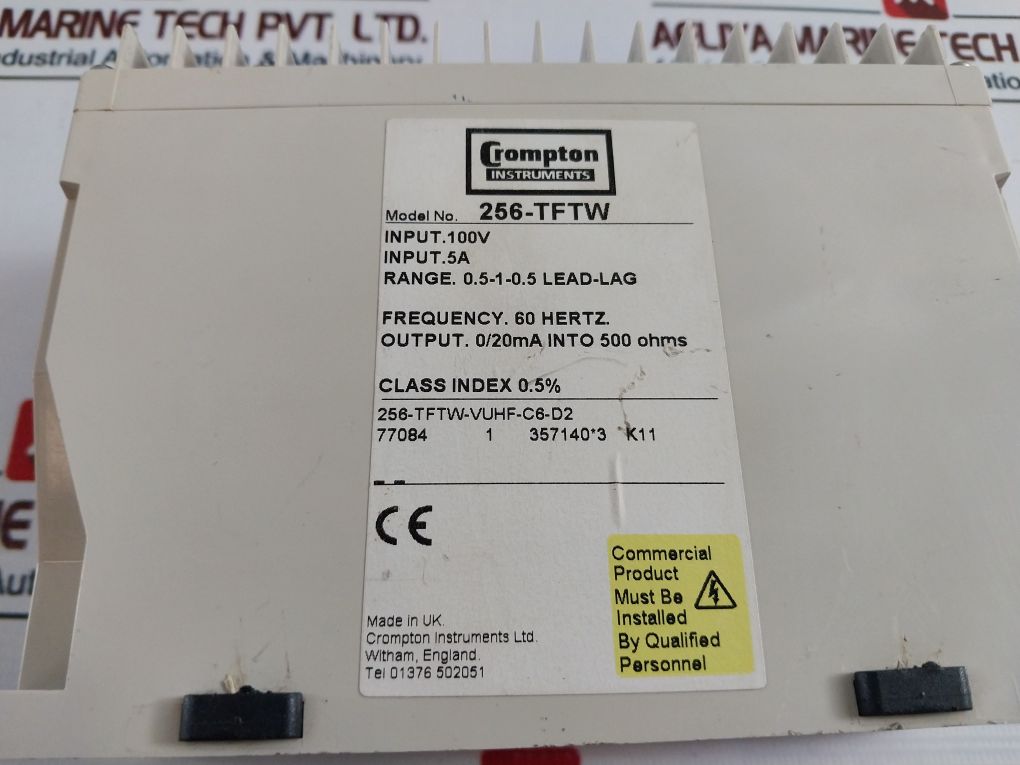 MARINE TECH PVT. LTD.
MARINE TECH
Crompton
INSTRUMENTS
Model No. 256-TFTW
INPUT.100V
INPUT.5A
RANGE. 0.5-1-0.5 LEAD-LAG
FREQUENCY. 60 HERTZ.
OUTPUT. 0/20mA INTO 500 ohms
CLASS INDEX 0.5%
256-TFTW-VUHF-C6-D2
77084 1 357140*3 K11
CE
Commercial
Product
Must Be
Installed
By Qualified
Personnel
Made in UK.
Crompton Instruments Ltd.
Witham, England.
Tel 01376 502051